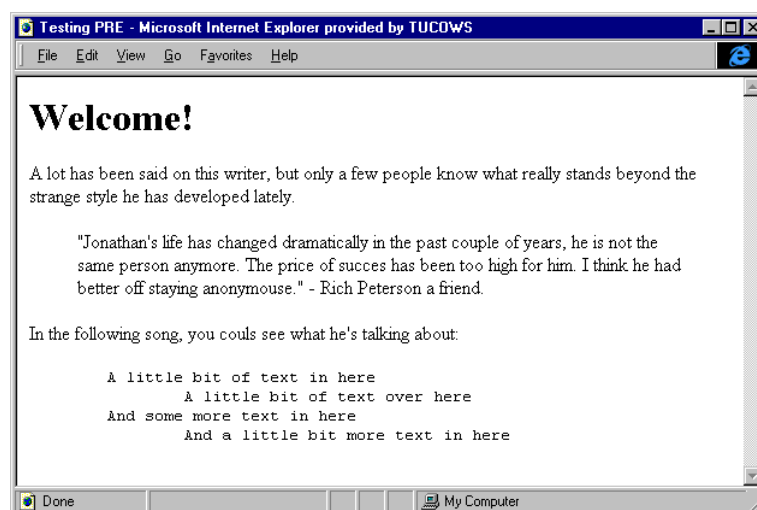 Testing PRE - Microsoft Internet Explorer provided by TUCOWS
File Edit View Go Favorites Help
Welcome!
A lot has been said on this writer, but only a few people know what really stands beyond the
strange style he has developed lately.
"Jonathan's life has changed dramatically in the past couple of years, he is not the
same person anymore. The price of succes has been too high for him. I think he had
better off staying anonymouse." - Rich Peterson a friend.
In the following song, you couls see what he's talking about:
A little bit of text in here
A little bit of text over here
And some more text in here
And a little bit more text in here
Done My Computer